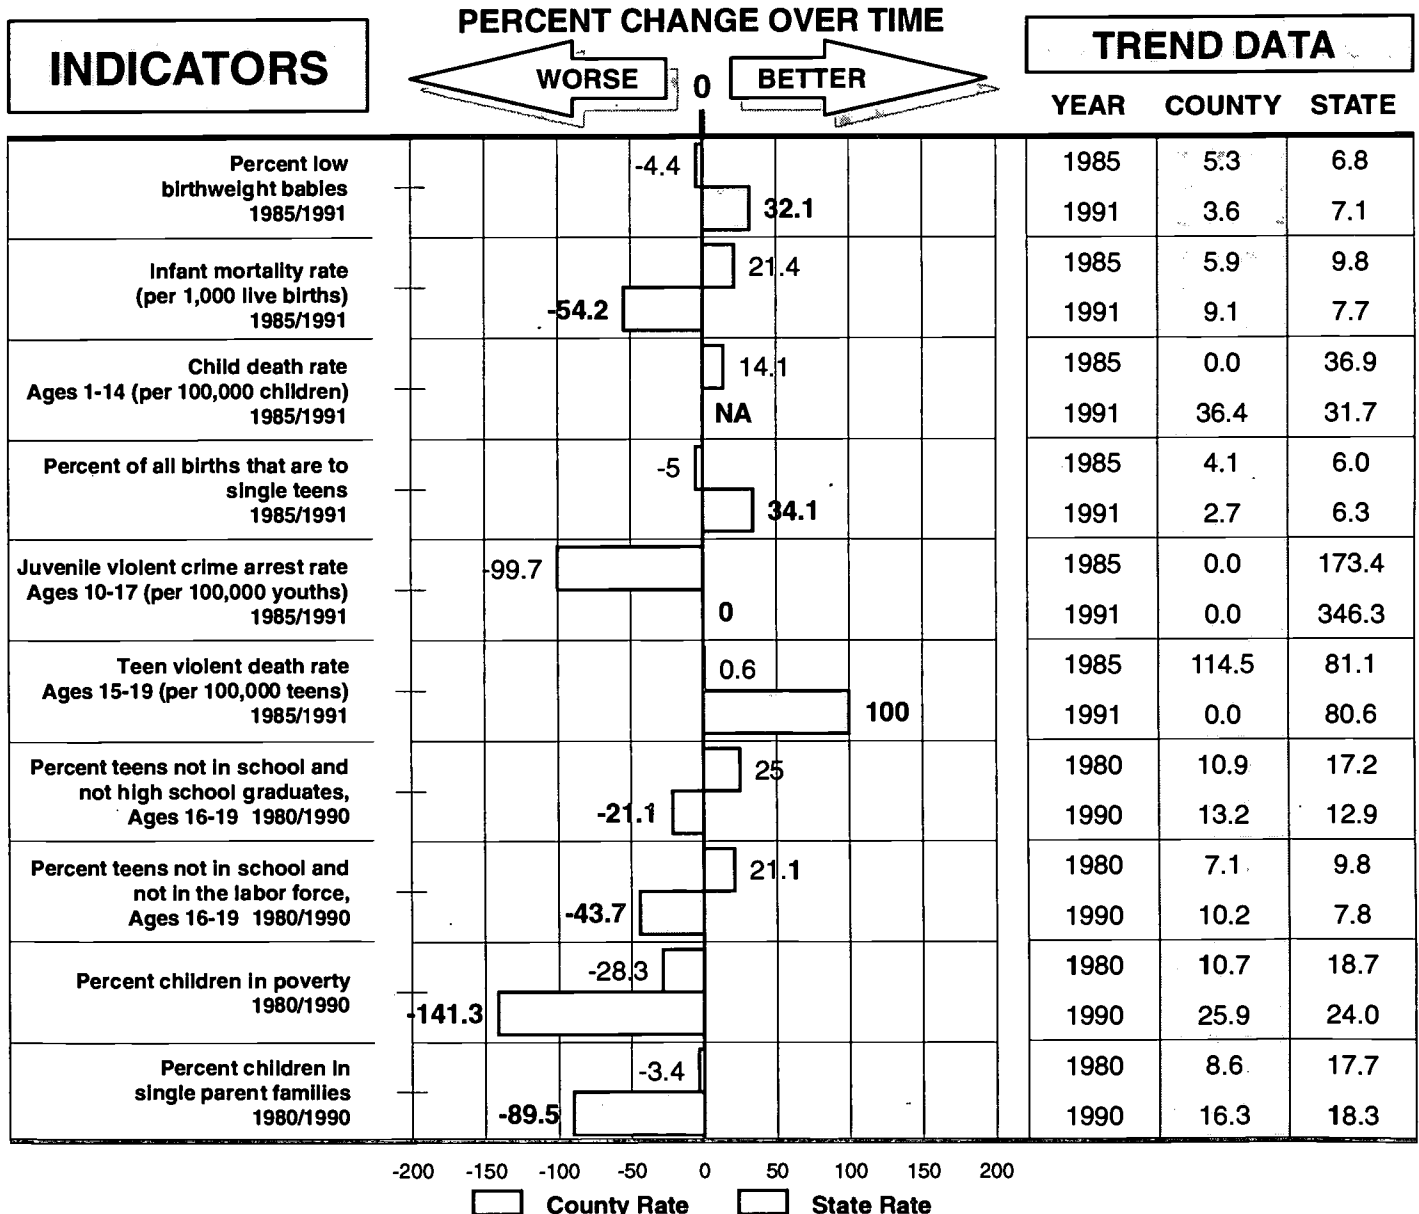 PERCENT CHANGE OVER TIME
INDICATORS
WORSE
0
BETTER
TREND DATA
YEAR COUNTY STATE
Percent low
birthweight babies
1985/1991
-4.4
32.1
1985 5.3 6.8
1991 3.6 7.1
Infant mortality rate
(per 1,000 live births)
1985/1991
21.4
-54.2
1985 5.9 9.8
1991 9.1 7.7
Child death rate
Ages 1-14 (per 100,000 children)
1985/1991
14.1
NA
1985 0.0 36.9
1991 36.4 31.7
Percent of all births that are to
single teens
1985/1991
-5
34.1
1985 4.1 6.0
1991 2.7 6.3
Juvenile violent crime arrest rate
Ages 10-17 (per 100,000 youths)
1985/1991
-99.7
0
1985 0.0 173.4
1991 0.0 346.3
Teen violent death rate
Ages 15-19 (per 100,000 teens)
1985/1991
0.6
100
1985 114.5 81.1
1991 0.0 80.6
Percent teens not in school and
not high school graduates,
Ages 16-19 1980/1990
25
-21.1
1980 10.9 17.2
1990 13.2 12.9
Percent teens not in school and
not in the labor force,
Ages 16-19 1980/1990
21.1
-43.7
1980 7.1 9.8
1990 10.2 7.8
Percent children in poverty
1980/1990
-28.3
-141.3
1980 10.7 18.7
1990 25.9 24.0
Percent children in
single parent families
1980/1990
-3.4
-89.5
1980 8.6 17.7
1990 16.3 18.3
-200 -150 -100 -50 0 50 100 150 200
County Rate State Rate